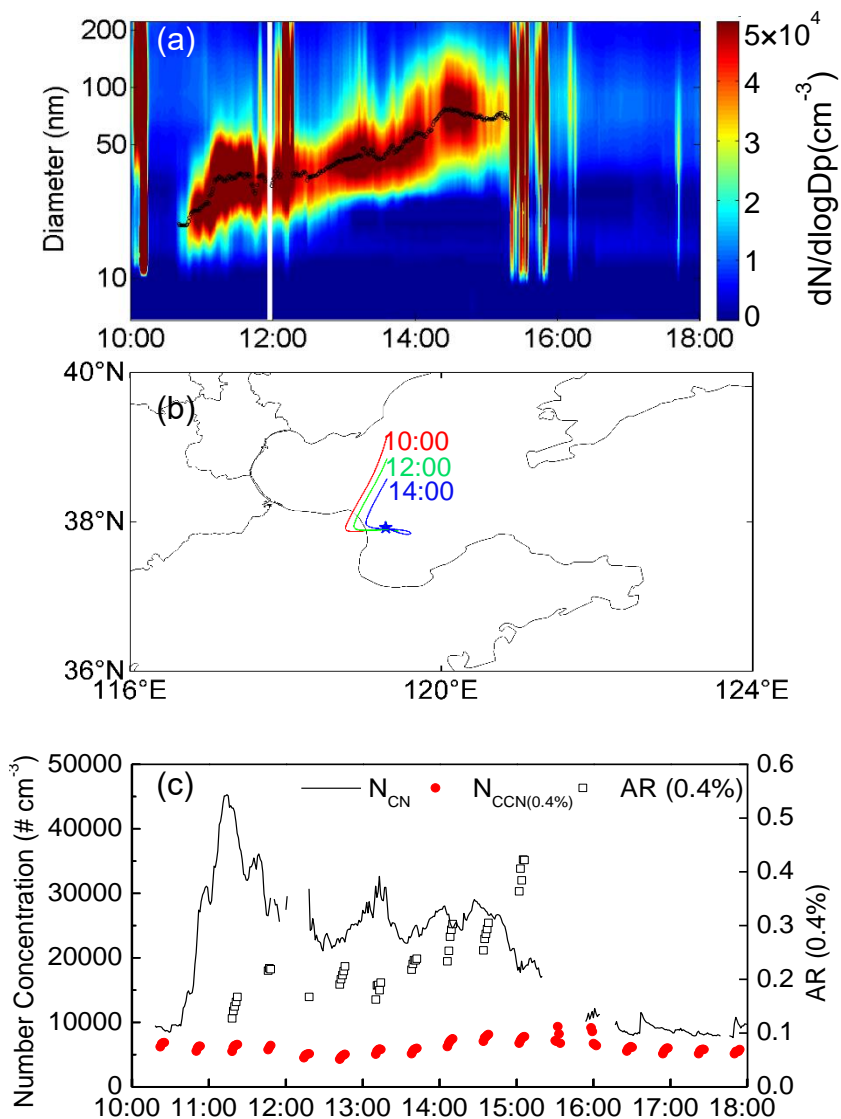 (a)
200
100
50
10
Diameter (nm)
10:00 12:00 14:00 16:00 18:00
5×10⁴
4
3
2
1
0
dN/dlogDp(cm⁻³)
(b)
40°N
38°N
36°N
10:00
12:00
14:00
116°E 120°E 124°E
(c)
N_CN N_CCN(0.4%) AR (0.4%)
50000
40000
30000
20000
10000
0
Number Concentration (# cm⁻³)
0.6
0.5
0.4
0.3
0.2
0.1
0.0
AR (0.4%)
10:00 11:00 12:00 13:00 14:00 15:00 16:00 17:00 18:00